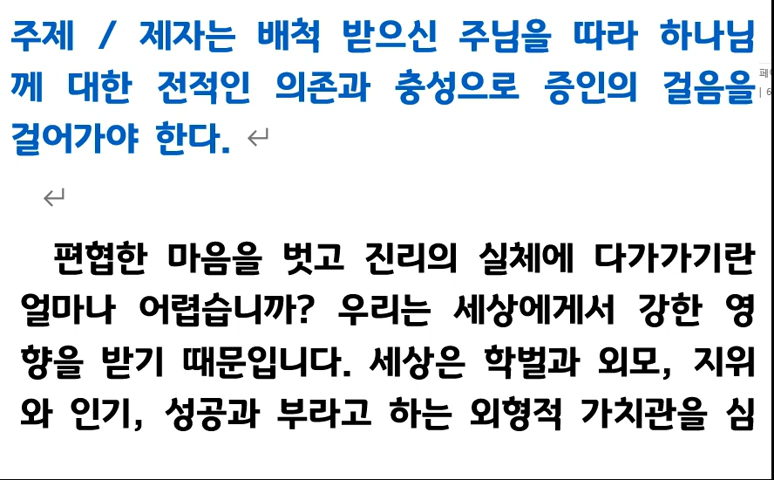 주제 / 제자는 배척 받으신 주님을 따라 하나님
께 대한 전적인 의존과 충성으로 증인의 걸음을
걸어가야 한다. ↵
↵
편협한 마음을 벗고 진리의 실체에 다가가기란
얼마나 어렵습니까? 우리는 세상에게서 강한 영
향을 받기 때문입니다. 세상은 학벌과 외모, 지위
와 인기, 성공과 부라고 하는 외형적 가치관을 심